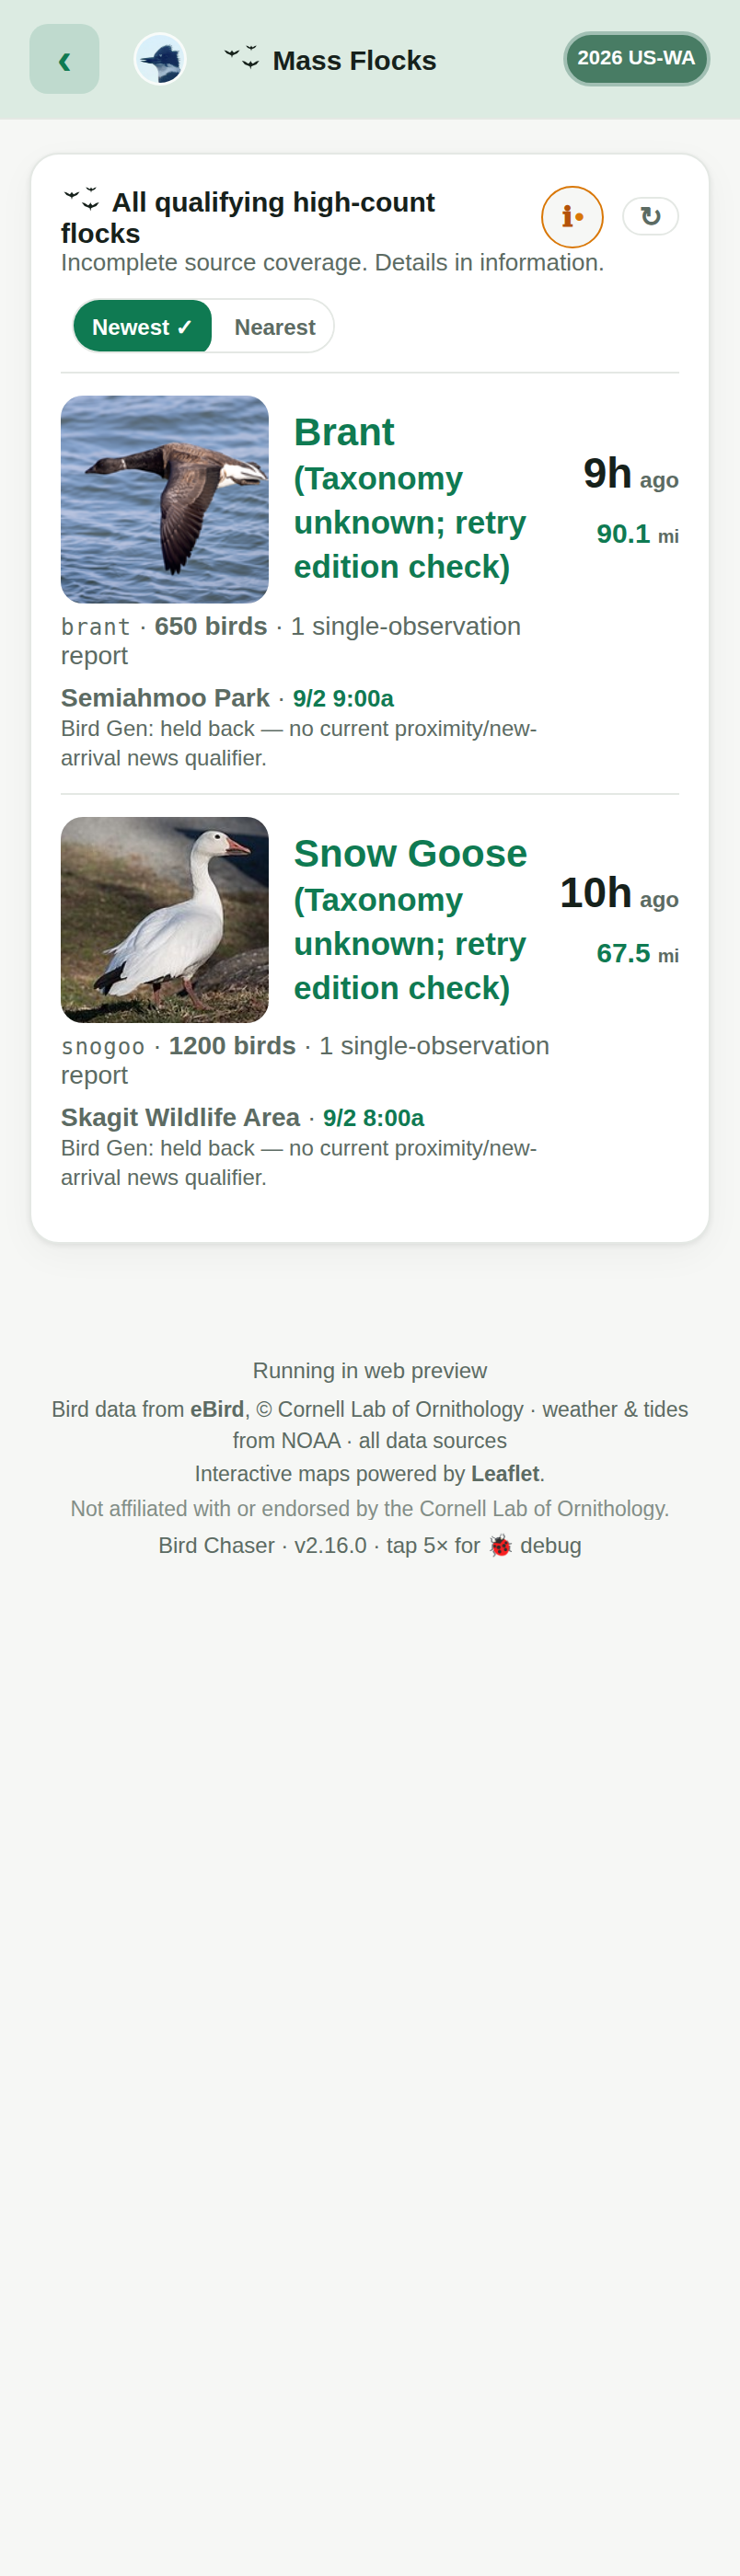 ‹ Mass Flocks 2026 US-WA
All qualifying high-count
flocks
i• ↻
Incomplete source coverage. Details in information.
Newest ✓ Nearest
Brant
(Taxonomy
unknown; retry
edition check)
9h ago
90.1 mi
brant · 650 birds · 1 single-observation
report
Semiahmoo Park · 9/2 9:00a
Bird Gen: held back — no current proximity/new-
arrival news qualifier.
Snow Goose
(Taxonomy
unknown; retry
edition check)
10h ago
67.5 mi
snogoo · 1200 birds · 1 single-observation
report
Skagit Wildlife Area · 9/2 8:00a
Bird Gen: held back — no current proximity/new-
arrival news qualifier.
Running in web preview
Bird data from eBird, © Cornell Lab of Ornithology · weather & tides
from NOAA · all data sources
Interactive maps powered by Leaflet.
Not affiliated with or endorsed by the Cornell Lab of Ornithology.
Bird Chaser · v2.16.0 · tap 5× for 🐞 debug